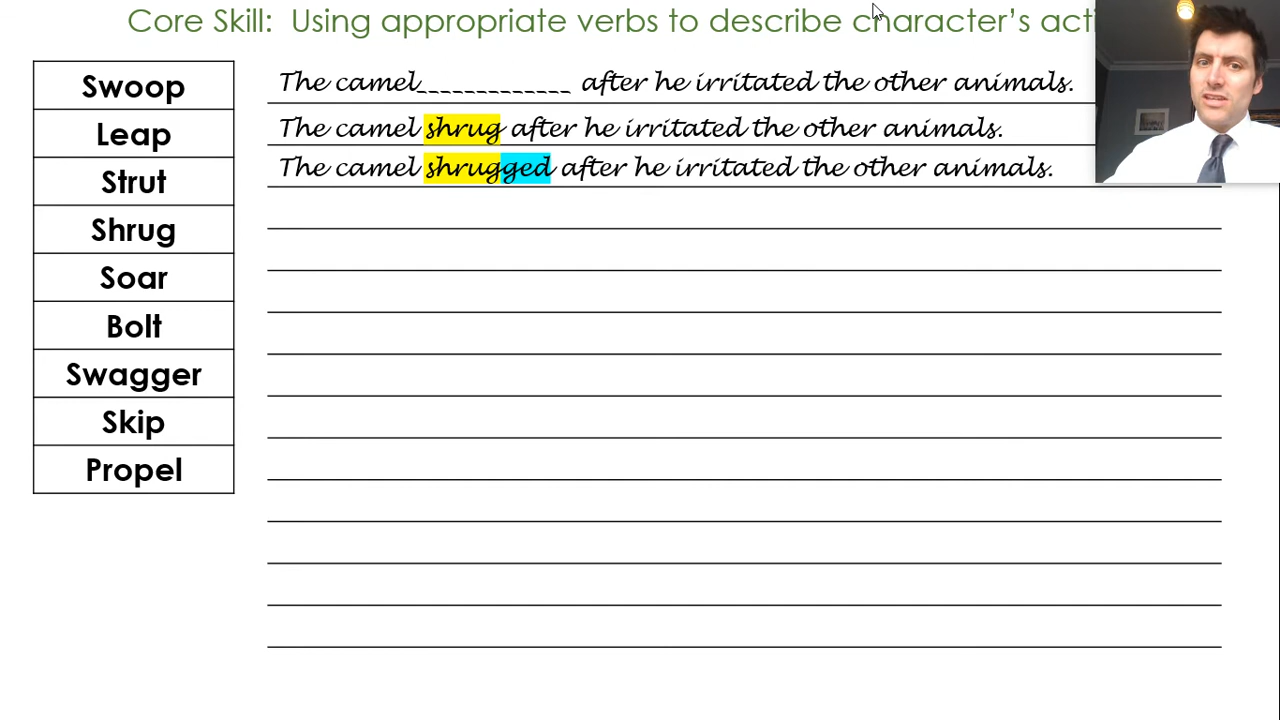 Core Skill: Using appropriate verbs to describe character's acti
Swoop
Leap
Strut
Shrug
Soar
Bolt
Swagger
Skip
Propel
The camel_____________ after he irritated the other animals.
The camel shrug after he irritated the other animals.
The camel shrugged after he irritated the other animals.